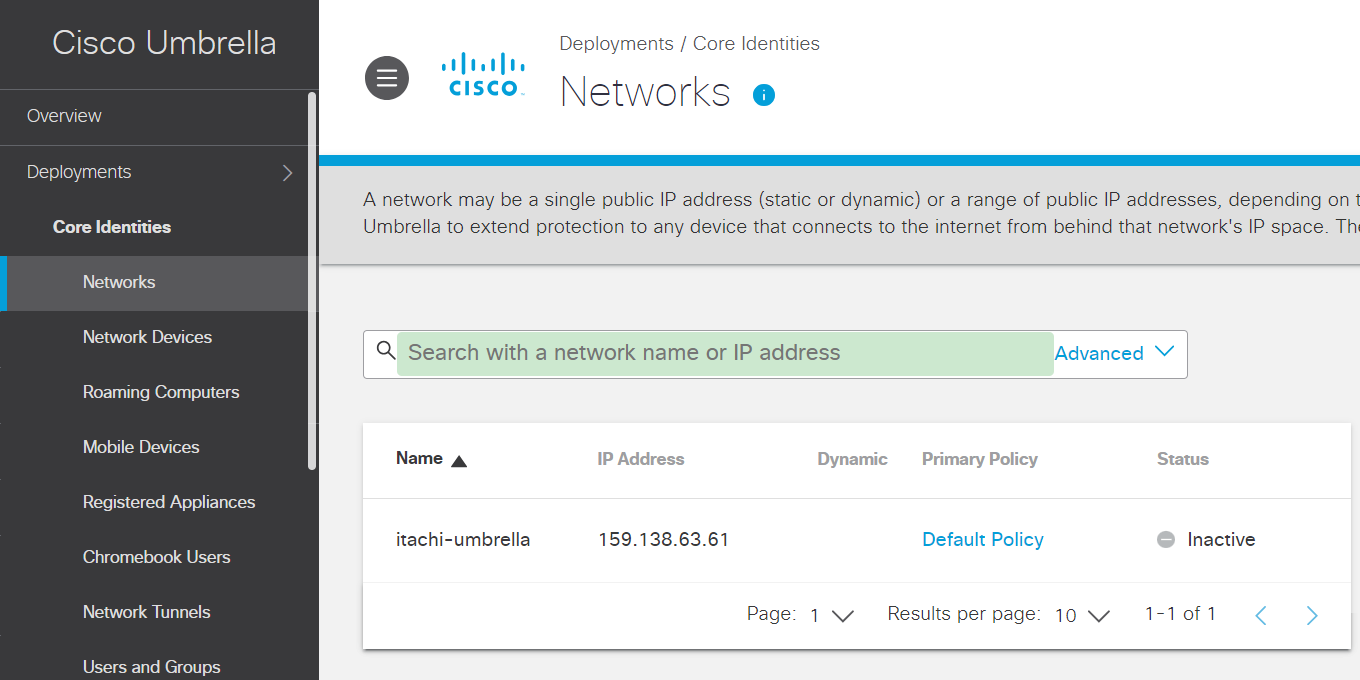 Cisco Umbrella
Overview
Deployments
Core Identities
Networks
Network Devices
Roaming Computers
Mobile Devices
Registered Appliances
Chromebook Users
Network Tunnels
Users and Groups
CISCO
Deployments / Core Identities
Networks
A network may be a single public IP address (static or dynamic) or a range of public IP addresses, depending on
Umbrella to extend protection to any device that connects to the internet from behind that network's IP space.
Search with a network name or IP address
Advanced
Name IP Address Dynamic Primary Policy Status
itachi-umbrella 159.138.63.61 Default Policy Inactive
Page: 1 Results per page: 10 1-1 of 1